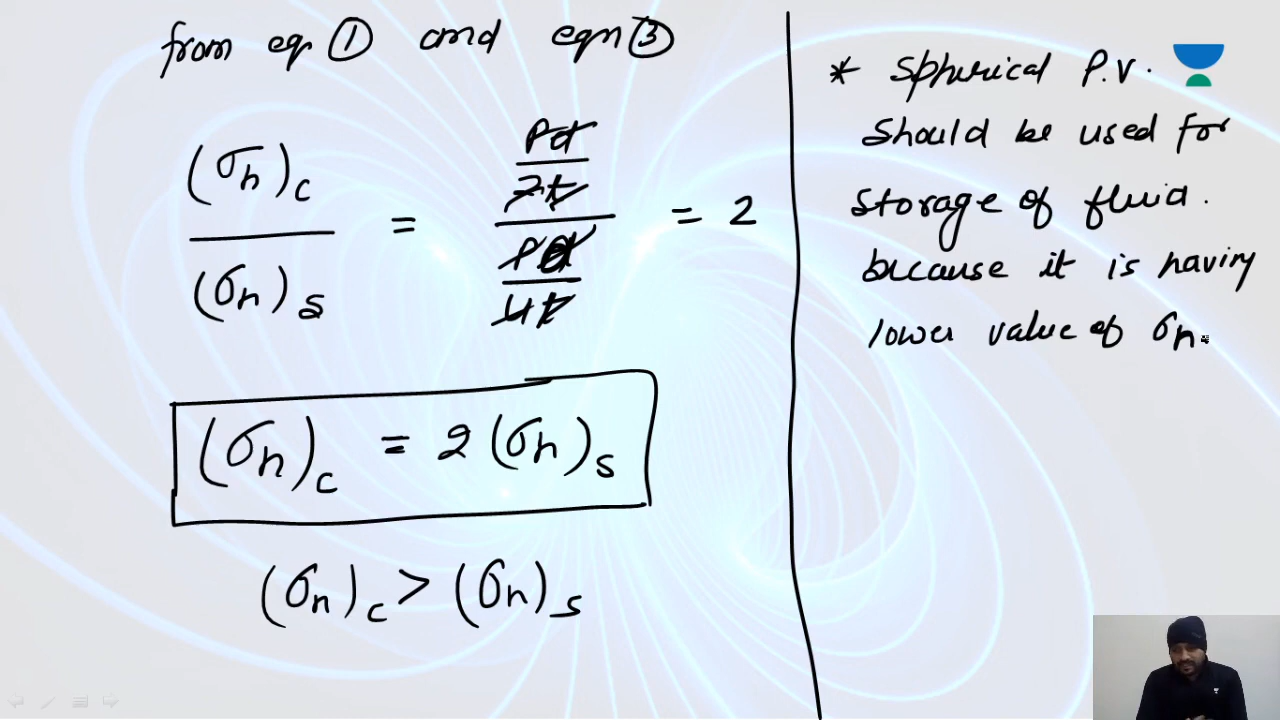 from eq ① and eqn ③
(σh)c / (σh)s = (Pd/2t) / (Pd/4t) = 2
(σh)c = 2 (σh)s
(σh)c > (σh)s
* Spherical P.V.
should be used for
storage of fluid.
because it is having
lower value of σh.